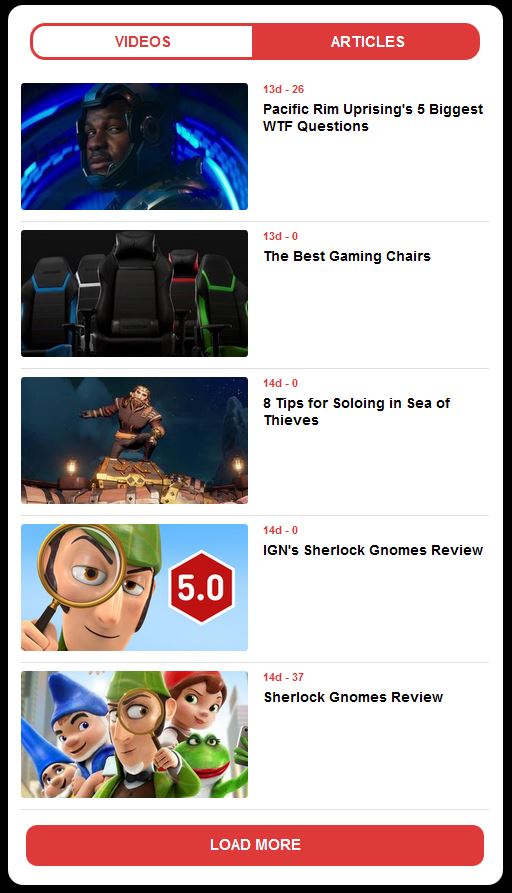 VIDEOS
ARTICLES
13d - 26
Pacific Rim Uprising's 5 Biggest
WTF Questions
13d - 0
The Best Gaming Chairs
14d - 0
8 Tips for Soloing in Sea of
Thieves
14d - 0
IGN's Sherlock Gnomes Review
5.0
14d - 37
Sherlock Gnomes Review
LOAD MORE